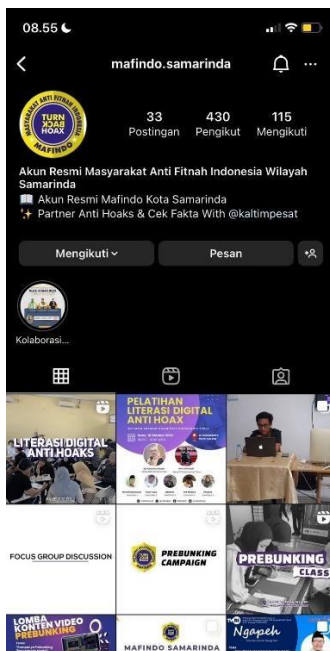 08.55
mafindo.samarinda
MASYARAKAT ANTI FITNAH INDONESIA
TURN
BACK
HOAX
MAFINDO
33
430
115
Postingan
Pengikut
Mengikuti
Akun Resmi Masyarakat Anti Fitnah Indonesia Wilayah
Samarinda
Akun Resmi Mafindo Kota Samarinda
Partner Anti Hoaks & Cek Fakta With @kaltimpesat
Mengikuti
Pesan
Kolaborasi...
LITERASI DIGITAL
ANTI HOAKS
PELATIHAN
LITERASI DIGITAL
ANTI HOAX
FOCUS GROUP DISCUSSION
PREBUNKING
CAMPAIGN
PREBUNKING
CLASS
LOMBA
KONTEN VIDEO
PREBUNKING
MAFINDO SAMARINDA
Ngapeh